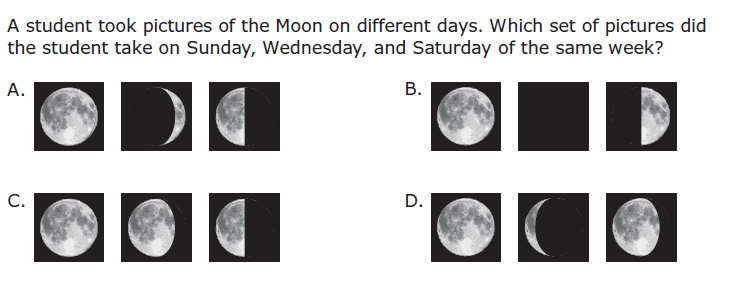 A student took pictures of the Moon on different days. Which set of pictures did
the student take on Sunday, Wednesday, and Saturday of the same week?
A.
B.
C.
D.